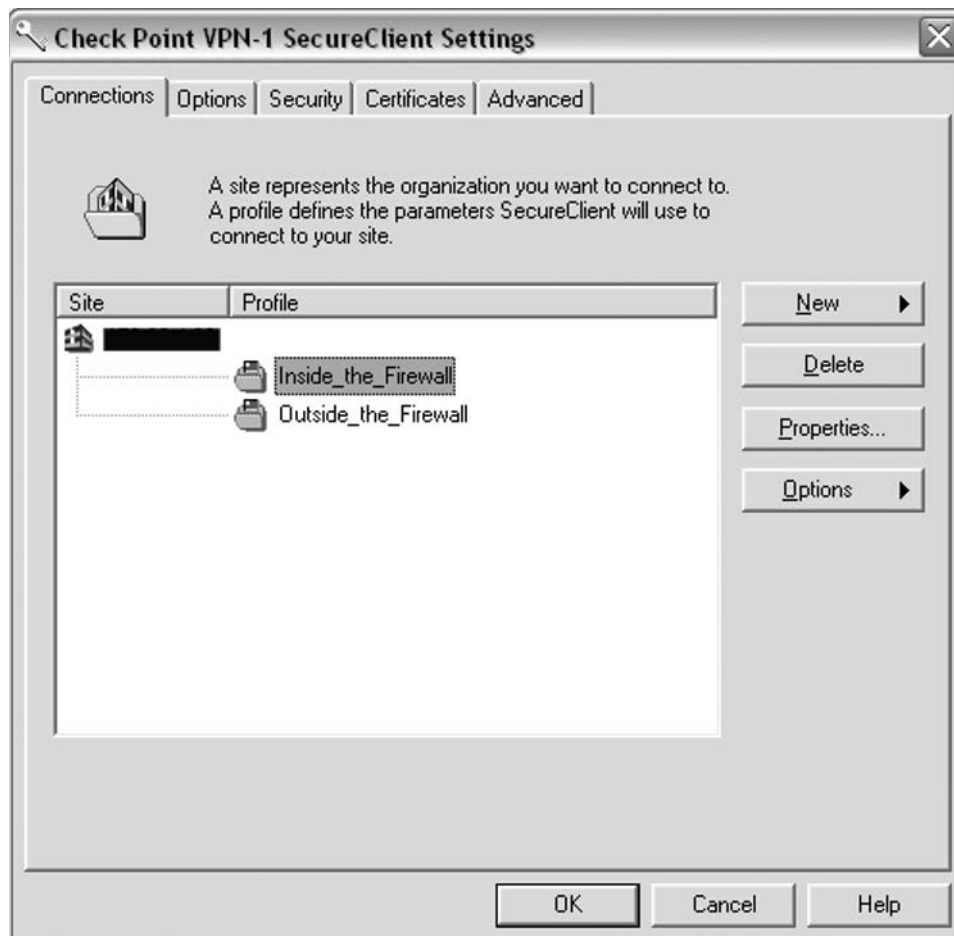 Check Point VPN-1 SecureClient Settings
Connections Options Security Certificates Advanced
A site represents the organization you want to connect to.
A profile defines the parameters SecureClient will use to
connect to your site.
Site Profile
New
Inside_the_Firewall
Delete
Outside_the_Firewall
Properties...
Options
OK Cancel Help